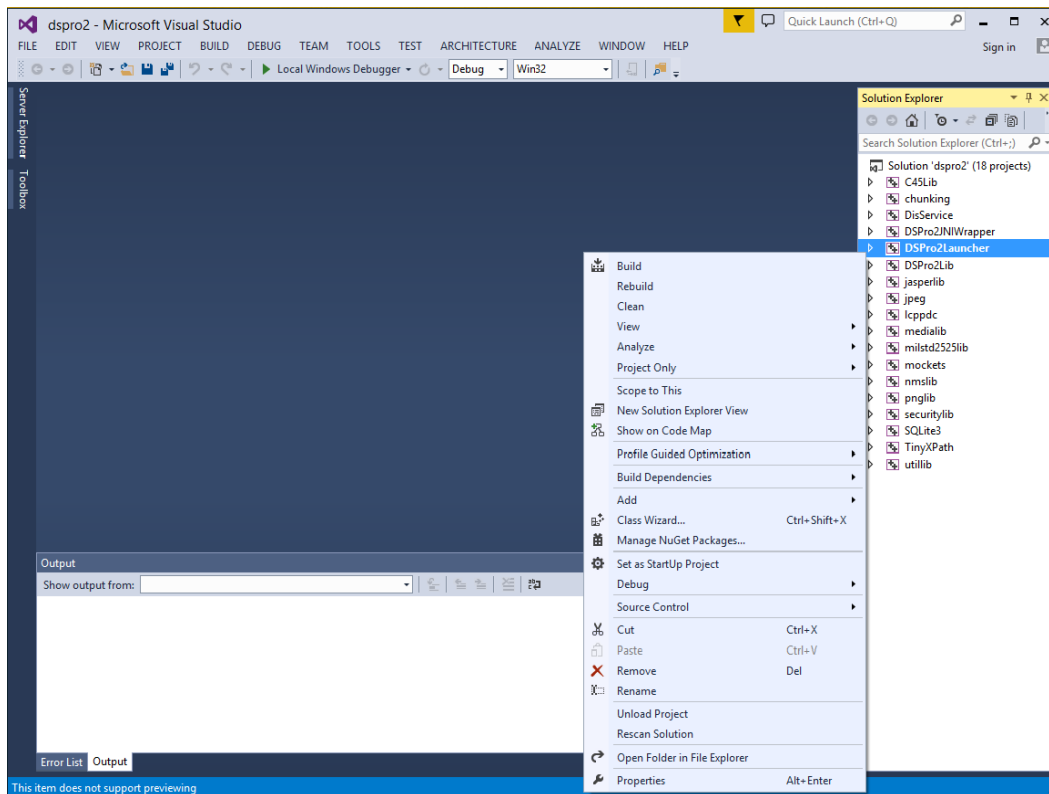 dspro2 - Microsoft Visual Studio
Quick Launch (Ctrl+Q)
FILE EDIT VIEW PROJECT BUILD DEBUG TEAM TOOLS TEST ARCHITECTURE ANALYZE WINDOW HELP
Sign in
Local Windows Debugger Debug Win32
Server Explorer
Toolbox
Solution Explorer
Search Solution Explorer (Ctrl+;)
Solution 'dspro2' (18 projects)
C45Lib
chunking
DisService
DSPro2JNIWrapper
DSPro2Launcher
DSPro2Lib
jasperlib
jpeg
lcppdc
medialib
milstd2525lib
mockets
nmslib
pnglib
securitylib
SQLite3
TinyXPath
utillib
Build
Rebuild
Clean
View
Analyze
Project Only
Scope to This
New Solution Explorer View
Show on Code Map
Profile Guided Optimization
Build Dependencies
Add
Class Wizard... Ctrl+Shift+X
Manage NuGet Packages...
Set as StartUp Project
Debug
Source Control
Cut Ctrl+X
Paste Ctrl+V
Remove Del
Rename
Unload Project
Rescan Solution
Open Folder in File Explorer
Properties Alt+Enter
Output
Show output from:
Error List Output
This item does not support previewing